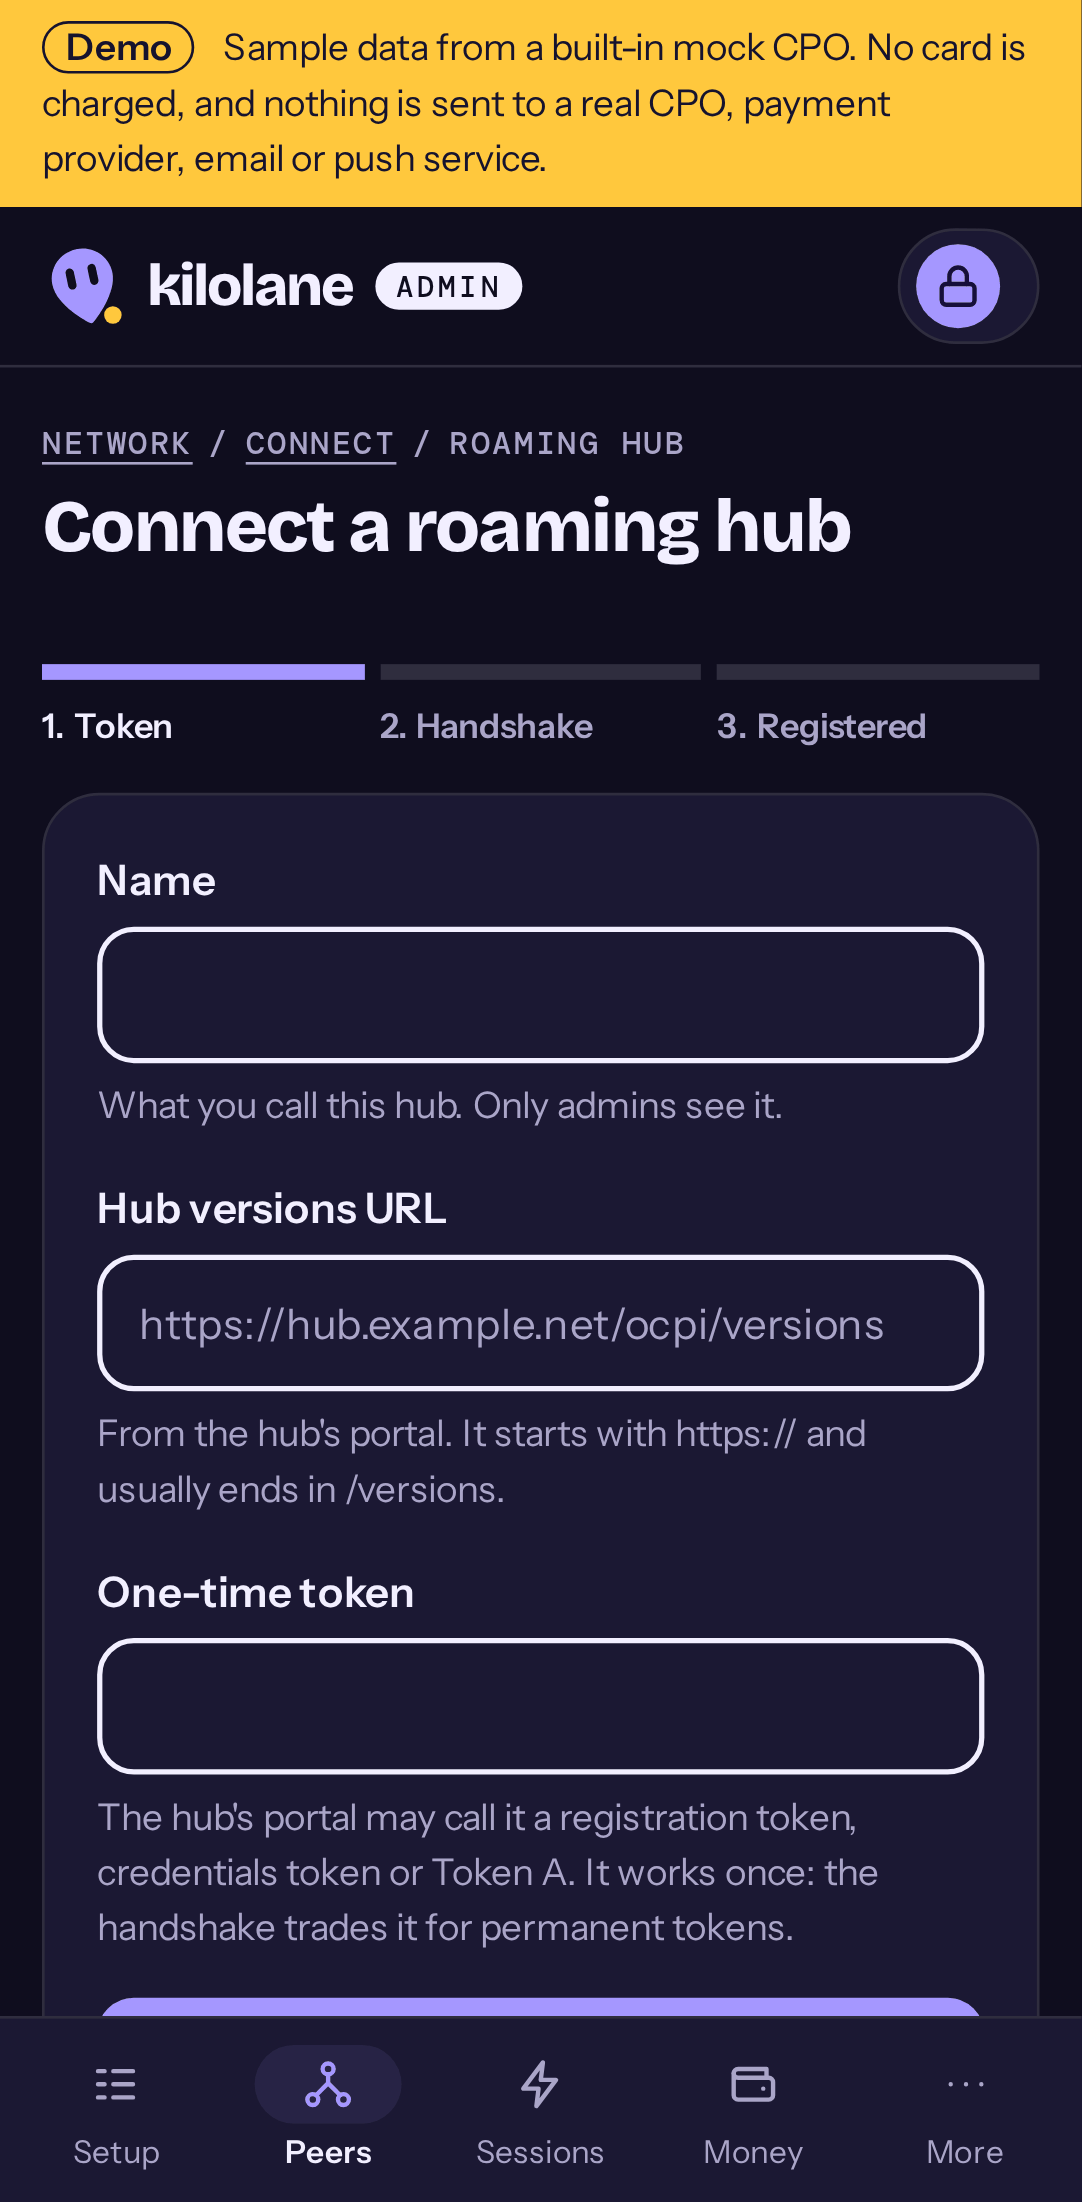 Demo Sample data from a built-in mock CPO. No card is
charged, and nothing is sent to a real CPO, payment
provider, email or push service.
kilolane ADMIN
NETWORK / CONNECT / ROAMING HUB
Connect a roaming hub
1. Token 2. Handshake 3. Registered
Name
What you call this hub. Only admins see it.
Hub versions URL
https://hub.example.net/ocpi/versions
From the hub's portal. It starts with https:// and
usually ends in /versions.
One-time token
The hub's portal may call it a registration token,
credentials token or Token A. It works once: the
handshake trades it for permanent tokens.
Setup Peers Sessions Money More